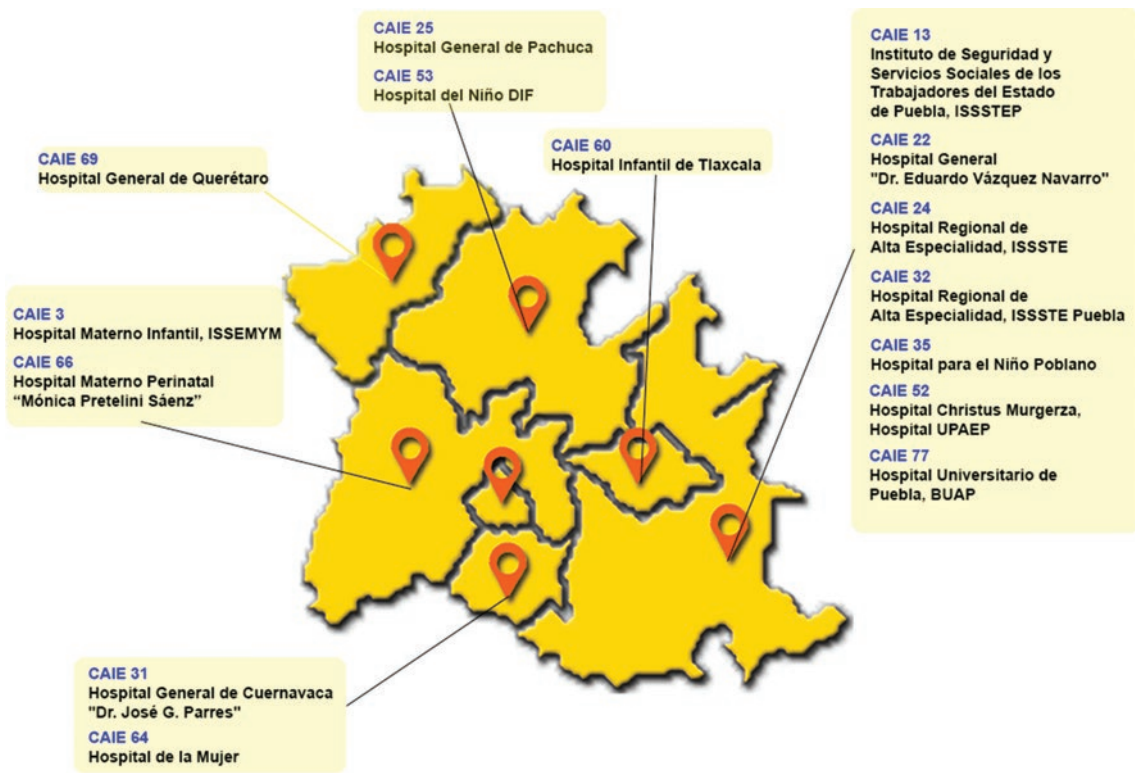 CAIE 25
Hospital General de Pachuca
CAIE 53
Hospital del Niño DIF
CAIE 60
Hospital Infantil de Tlaxcala
CAIE 69
Hospital General de Querétaro
CAIE 3
Hospital Materno Infantil, ISSEMYM
CAIE 66
Hospital Materno Perinatal
“Mónica Pretelini Sáenz”
CAIE 31
Hospital General de Cuernavaca
"Dr. José G. Parres"
CAIE 64
Hospital de la Mujer
CAIE 13
Instituto de Seguridad y
Servicios Sociales de los
Trabajadores del Estado
de Puebla, ISSSTEP
CAIE 22
Hospital General
"Dr. Eduardo Vázquez Navarro"
CAIE 24
Hospital Regional de
Alta Especialidad, ISSSTE
CAIE 32
Hospital Regional de
Alta Especialidad, ISSSTE Puebla
CAIE 35
Hospital para el Niño Poblano
CAIE 52
Hospital Christus Murgerza,
Hospital UPAEP
CAIE 77
Hospital Universitario de
Puebla, BUAP